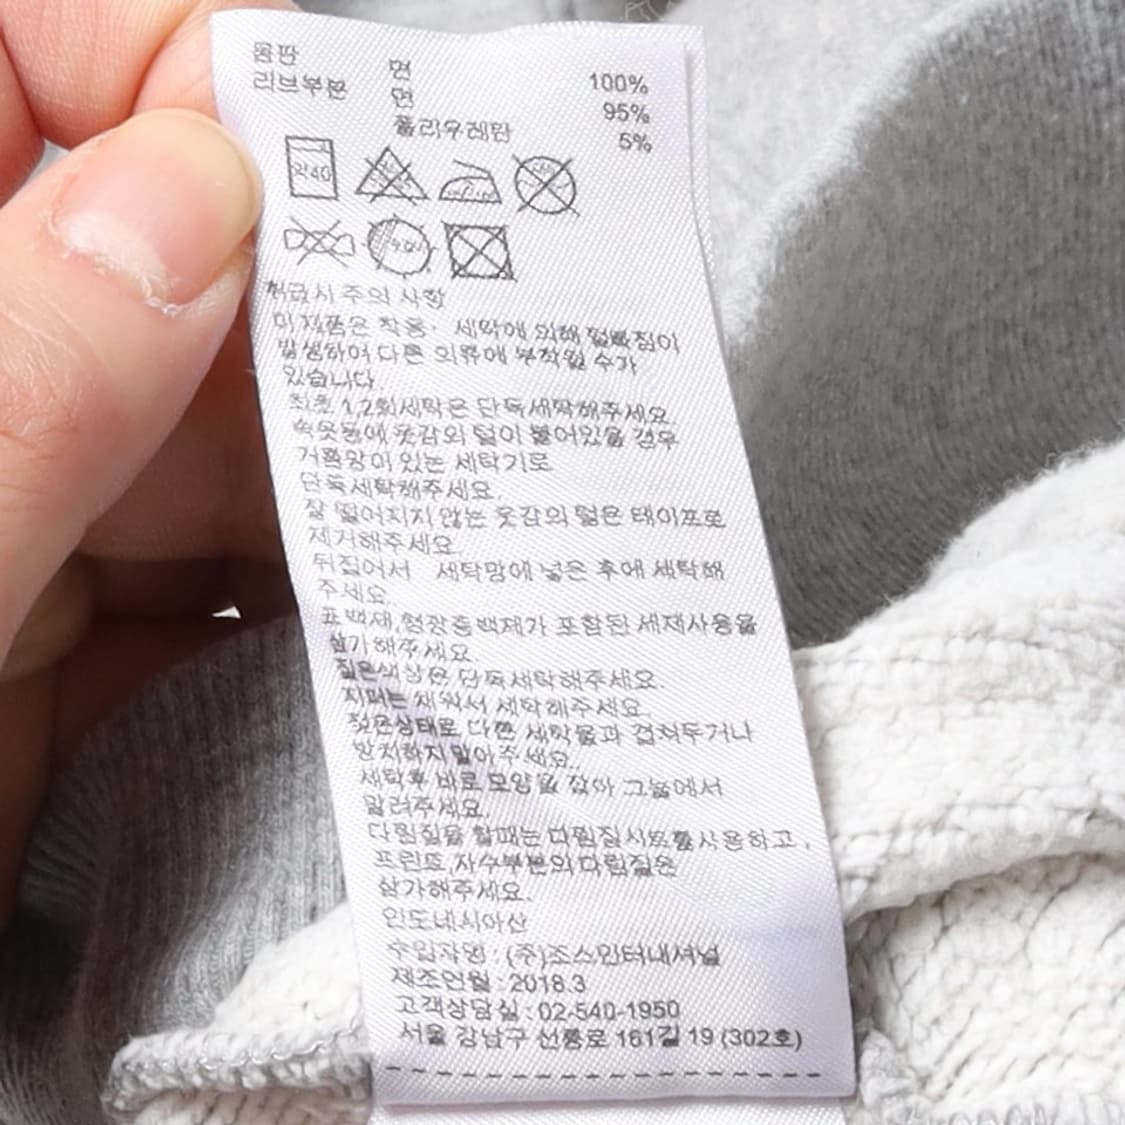 몸판 면 100%
리브부분 면 95%
폴리우레탄 5%
약40
취급시 주의 사항
이 제품은 착용· 세탁에 의해 털빠짐이
발생하여 다른 의류에 부착될 수가
있습니다.
최초 1,2회세탁은 단독세탁해주세요.
속옷등에 옷감의 털이 붙어있을 경우
거름망이 있는 세탁기로
단독세탁해주세요.
잘 떨어지지 않는 옷감의 털은 테이프로
제거해주세요.
뒤집어서 세탁망에 넣은 후에 세탁해
주세요.
표백제,형광증백제가 포함된 세제사용을
삼가해주세요.
짙은색상은 단독세탁해주세요.
지퍼는 채워서 세탁해주세요.
젖은상태로 다른 세탁물과 겹쳐두거나
방치하지말아주세요.
세탁후 바로 모양을 잡아 그늘에서
말려주세요.
다림질을 할때는 다림질시트를사용하고,
프린트,자수부분의다림질은
삼가해주세요.
인도네시아산
수입자명 : (주)조스인터내셔널
제조연월 : 2018.3
고객상담실 : 02-540-1950
서울 강남구 선릉로 161길 19 (302호)